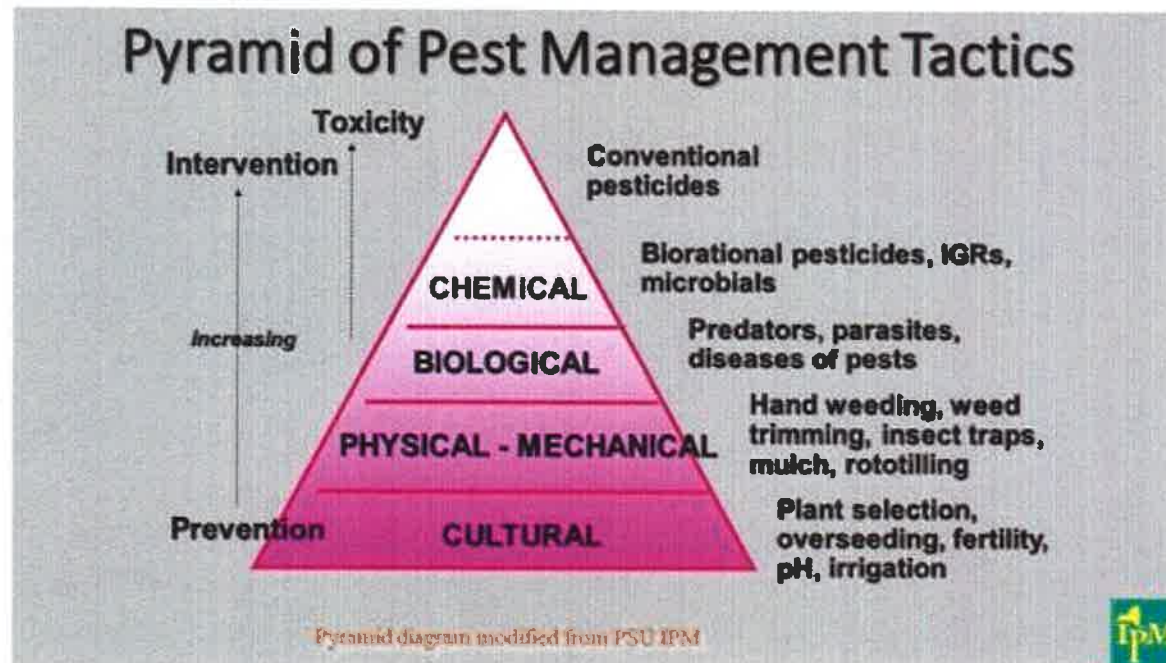 Pyramid of Pest Management Tactics
Toxicity
Intervention
Increasing
Prevention
CHEMICAL
BIOLOGICAL
PHYSICAL - MECHANICAL
CULTURAL
Conventional
pesticides
Biorational pesticides, IGRs,
microbials
Predators, parasites,
diseases of pests
Hand weeding, weed
trimming, insect traps,
mulch, rototilling
Plant selection,
overseeding, fertility,
pH, irrigation
Pyramid diagram modified from PSU IPM
IPM